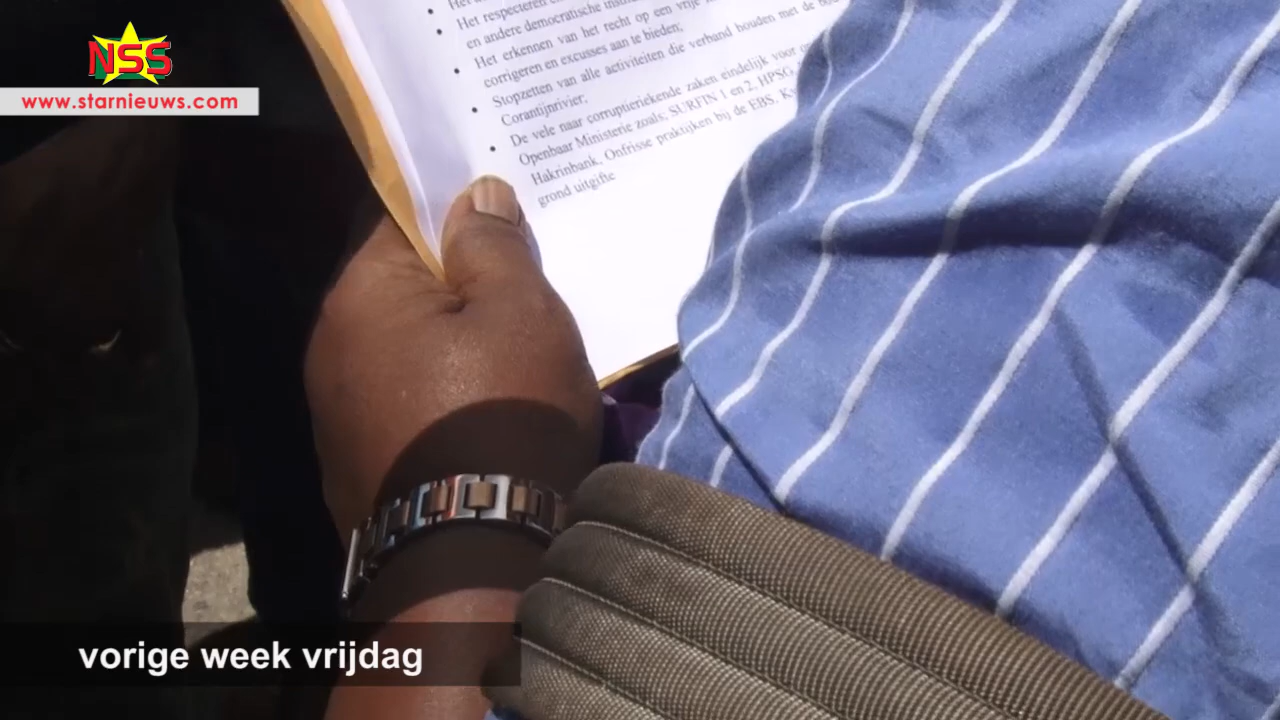 NSS
www.starnieuws.com
Het respecteren
en andere democratische
Het erkennen van het recht op een vrije
corrigeren en excusses aan te bieden;
Stopzetten van alle activiteiten die verband houden met de
Corantijnrivier;
De vele naar corruptieriekende zaken eindelijk voor
Openbaar Ministerie zoals; SURFIN 1 en 2, HPSG,
Hakrinbank, Onfrisse praktijken bij de EBS,
grond uitgifte
vorige week vrijdag